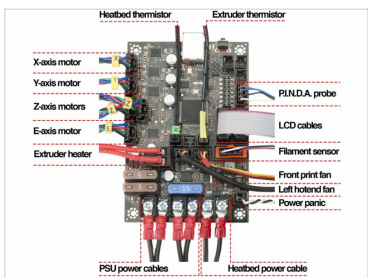 Heatbed thermistor
Extruder thermistor
X-axis motor
Y-axis motor
Z-axis motors
E-axis motor
Extruder heater
P.I.N.D.A. probe
LCD cables
Filament sensor
Front print fan
Left hotend fan
Power panic
PSU power cables
Heatbed power cable